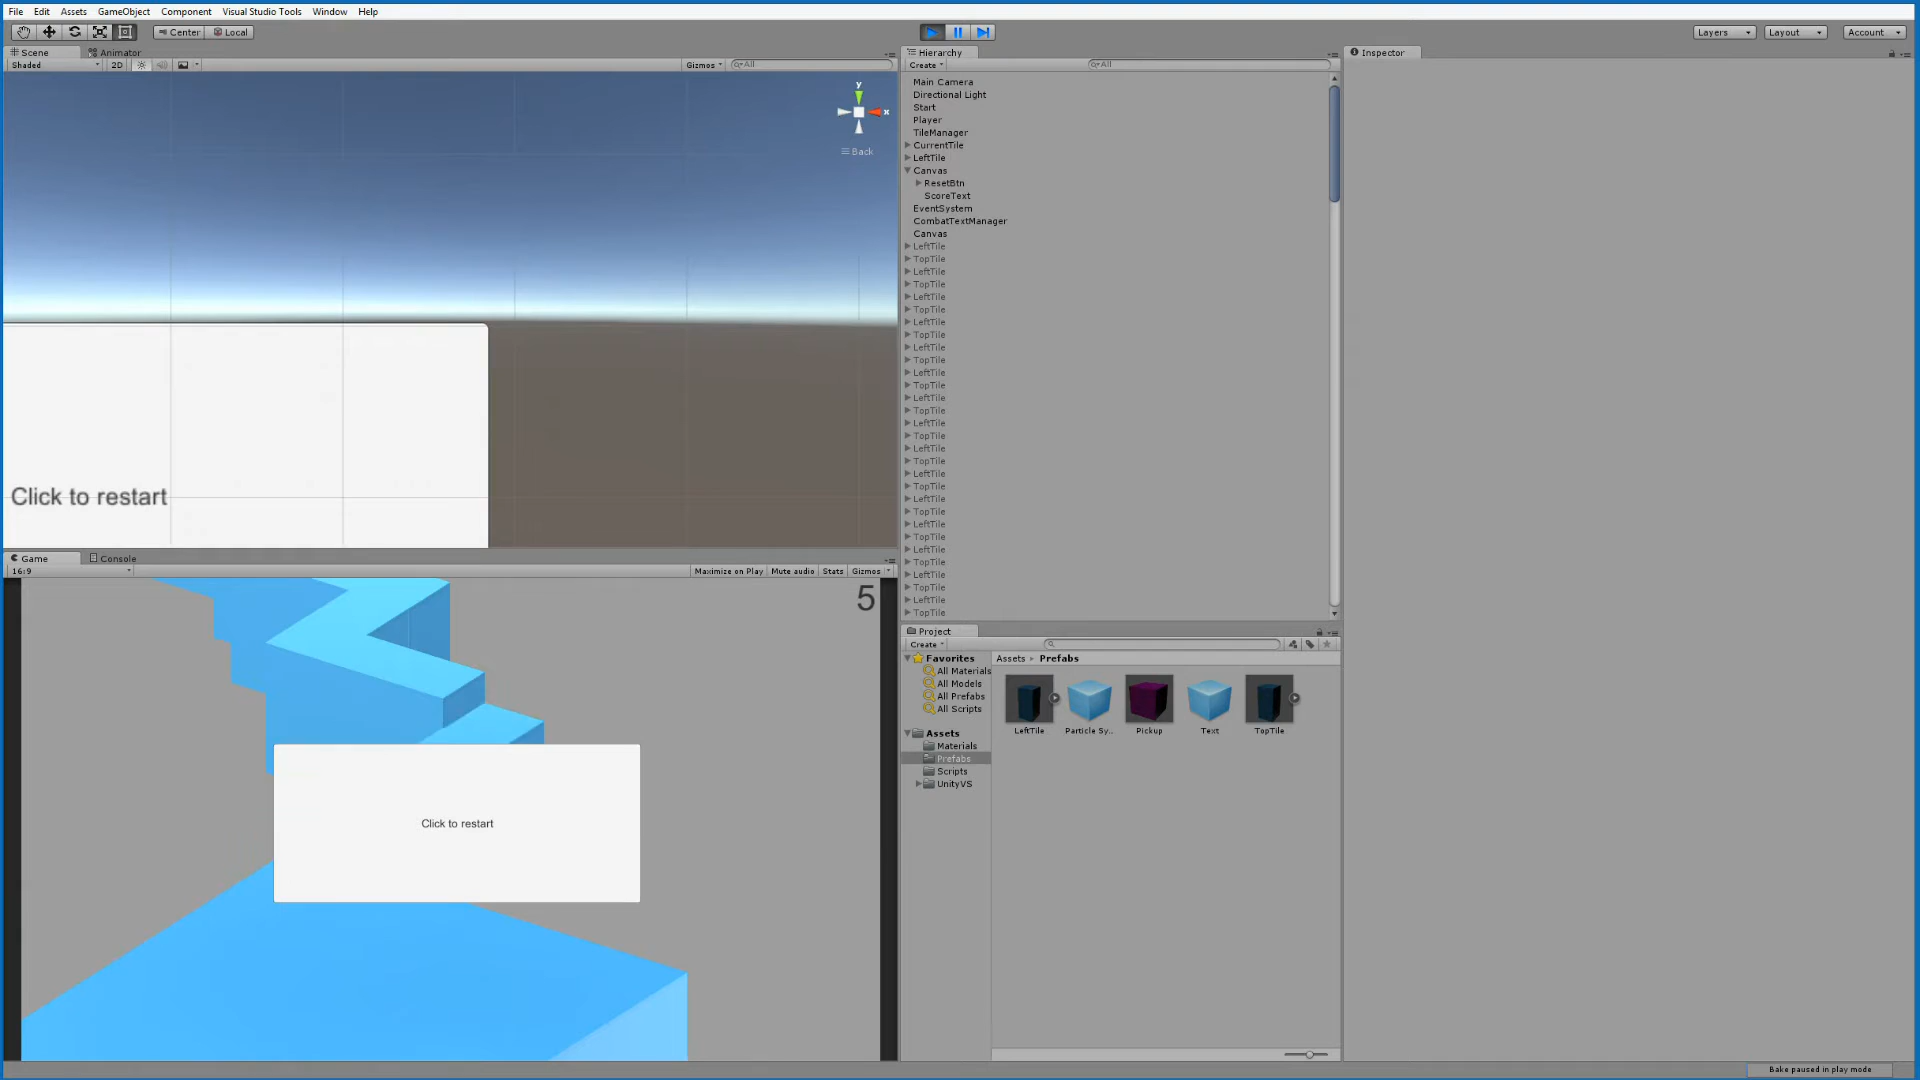 File Edit Assets GameObject Component Visual Studio Tools Window Help
Center Local
Layers Layout Account
Scene Animator
Shaded 2D Gizmos All
y
x
Back
Click to restart
Game Console
16:9 Maximize on Play Mute audio Stats Gizmos
5
Click to restart
Hierarchy
Create All
Main Camera
Directional Light
Start
Player
TileManager
CurrentTile
LeftTile
Canvas
ResetBtn
ScoreText
EventSystem
CombatTextManager
Canvas
LeftTile
TopTile
LeftTile
TopTile
LeftTile
TopTile
LeftTile
TopTile
LeftTile
TopTile
LeftTile
TopTile
LeftTile
TopTile
LeftTile
TopTile
LeftTile
TopTile
LeftTile
TopTile
LeftTile
TopTile
LeftTile
TopTile
LeftTile
TopTile
LeftTile
TopTile
LeftTile
TopTile
Project
Create
Favorites
All Materials
All Models
All Prefabs
All Scripts
Assets
Materials
Prefabs
Scripts
UnityVS
Assets Prefabs
LeftTile Particle Sy.. Pickup Text TopTile
Inspector
Bake paused in play mode